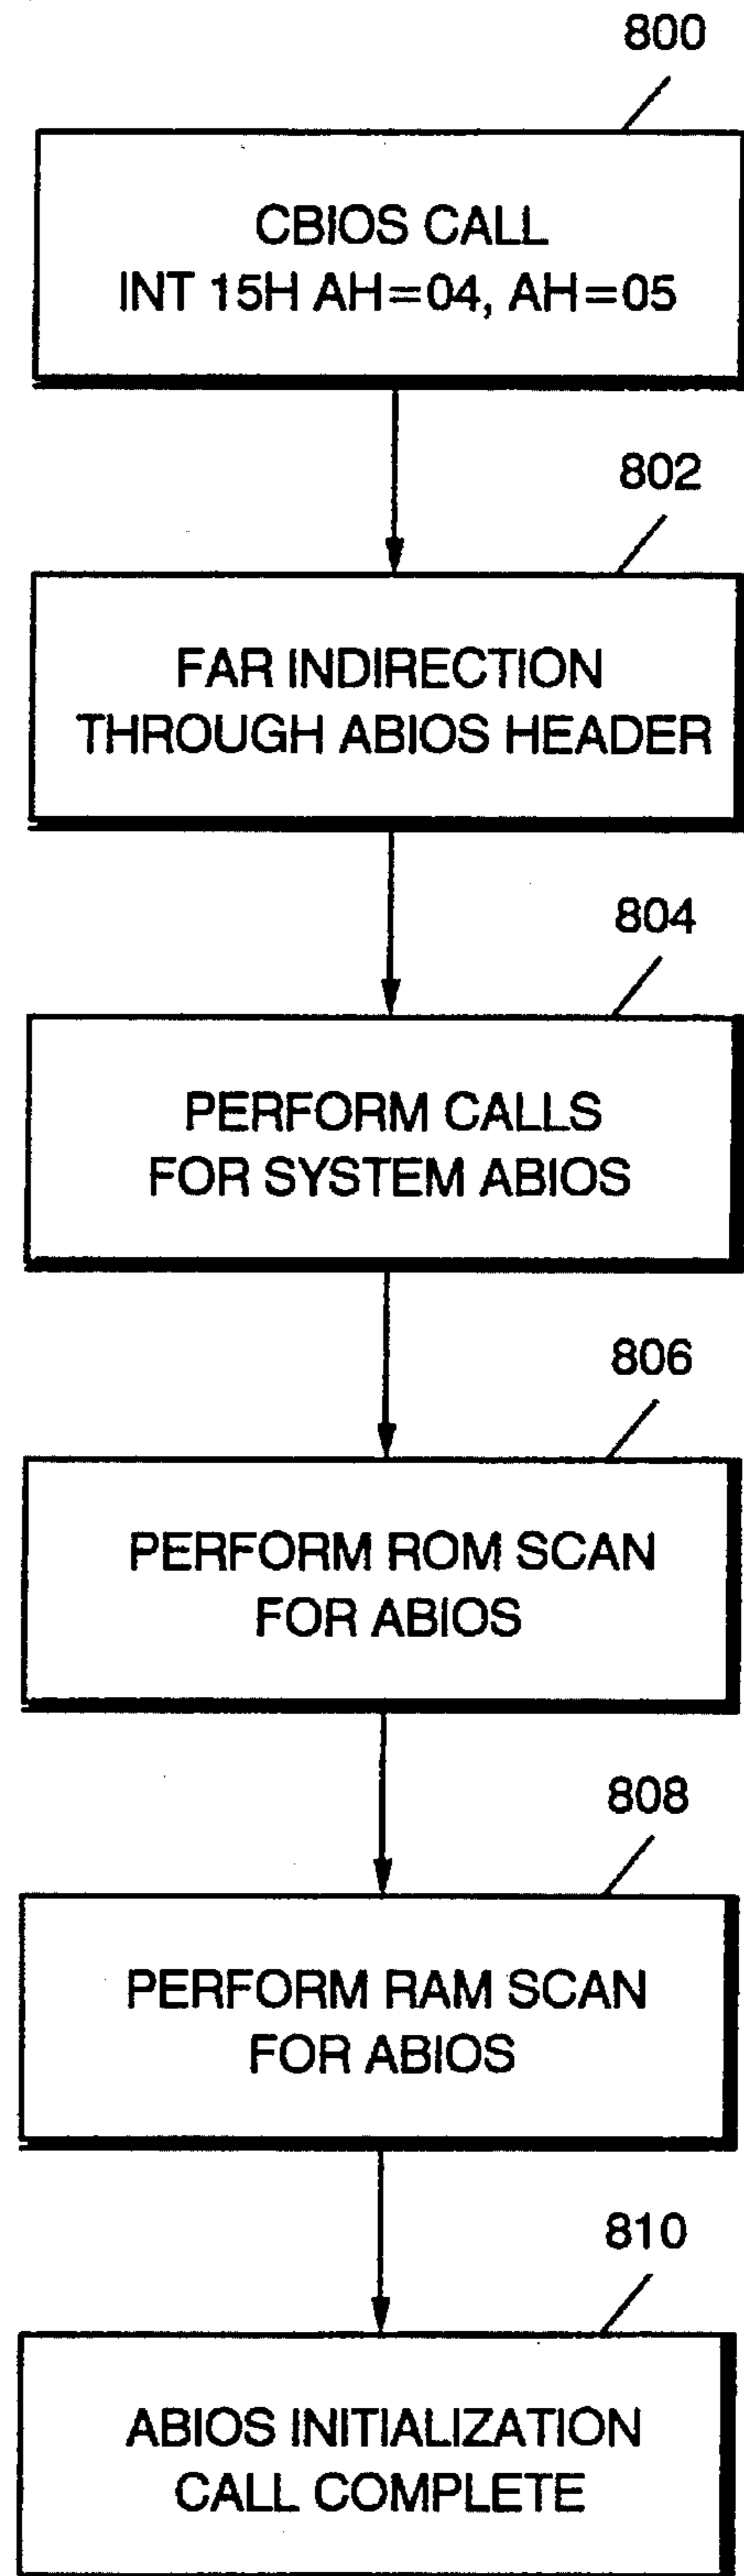 800
CBIOS CALL
INT 15H AH=04, AH=05
802
FAR INDIRECTION
THROUGH ABIOS HEADER
804
PERFORM CALLS
FOR SYSTEM ABIOS
806
PERFORM ROM SCAN
FOR ABIOS
808
PERFORM RAM SCAN
FOR ABIOS
810
ABIOS INITIALIZATION
CALL COMPLETE